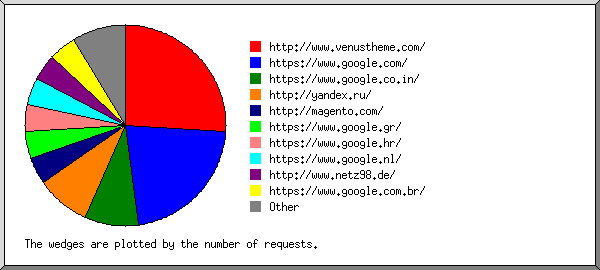 http://www.venustheme.com/
https://www.google.com/
https://www.google.co.in/
http://yandex.ru/
http://magento.com/
https://www.google.gr/
https://www.google.hr/
https://www.google.nl/
http://www.netz98.de/
https://www.google.com.br/
Other
The wedges are plotted by the number of requests.